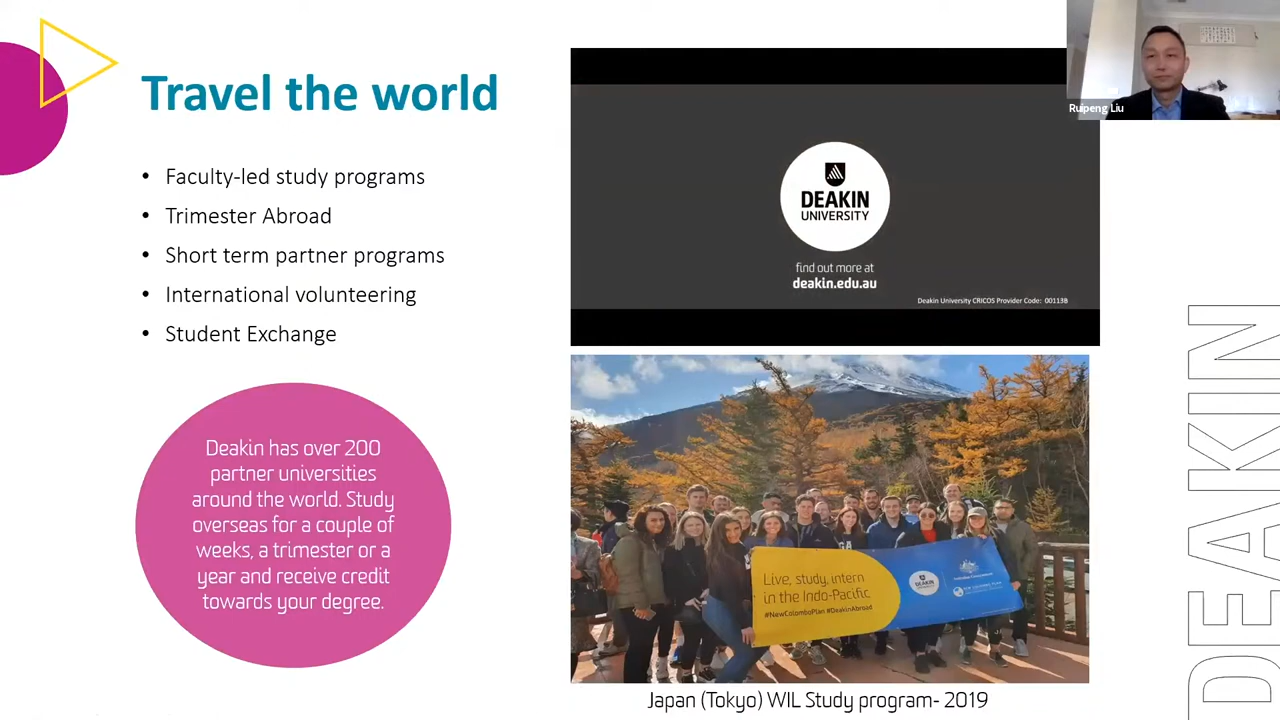 Travel the world
• Faculty-led study programs
• Trimester Abroad
• Short term partner programs
• International volunteering
• Student Exchange
Deakin has over 200
partner universities
around the world. Study
overseas for a couple of
weeks, a trimester or a
year and receive credit
towards your degree.
DEAKIN
UNIVERSITY
find out more at
deakin.edu.au
Deakin University CRICOS Provider Code: 00113B
Ruipeng Liu
Live, study, intern
in the Indo-Pacific
#NewColomboPlan #DeakinAbroad
DEAKIN
Japan (Tokyo) WIL Study program- 2019
DEAKIN